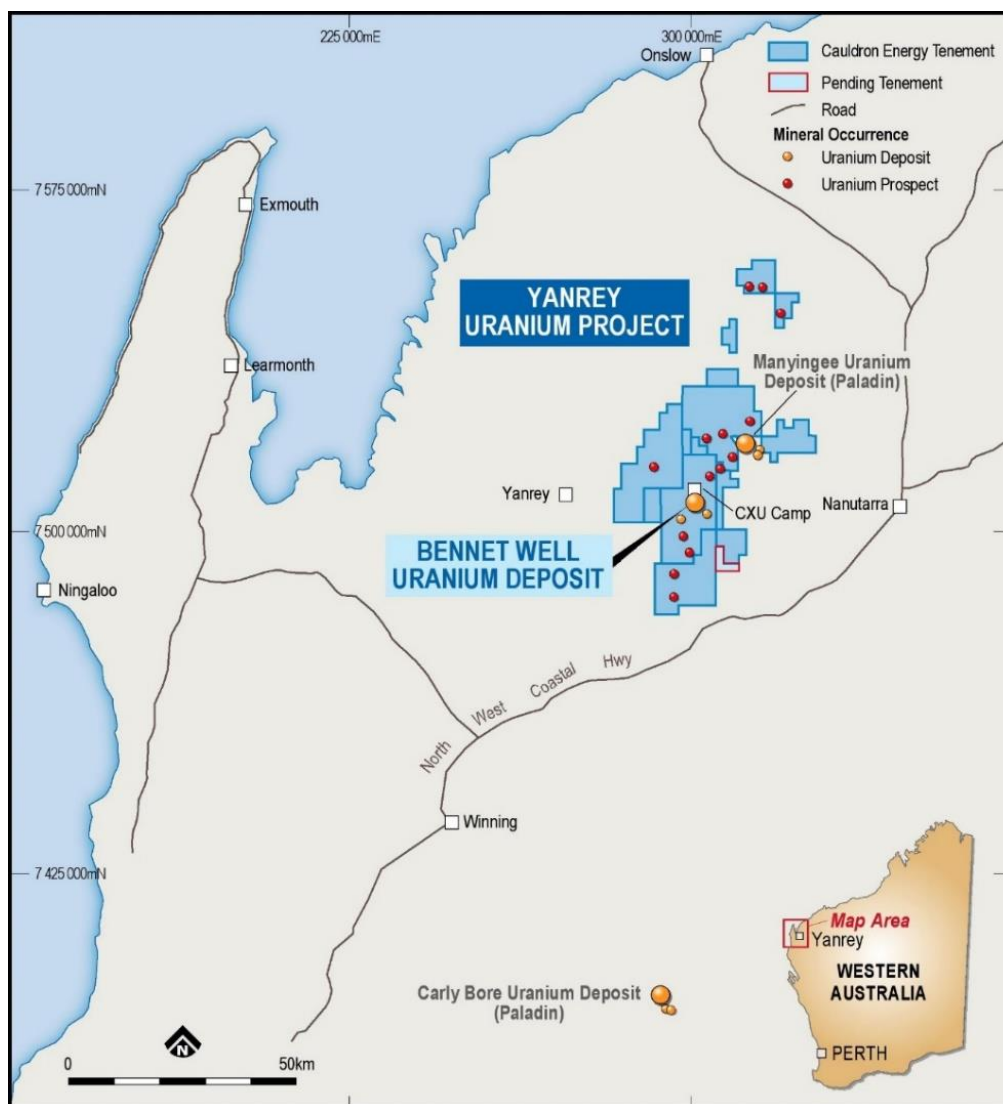 225 000mE
300 000mE
Onslow
Cauldron Energy Tenement
Pending Tenement
Road
Mineral Occurrence
Uranium Deposit
Uranium Prospect
7 575 000mN
Exmouth
YANREY
URANIUM PROJECT
Learmonth
Manyingee Uranium
Deposit (Paladin)
Yanrey
CXU Camp
Nanutarra
7 500 000mN
BENNET WELL
URANIUM DEPOSIT
Ningaloo
North West Coastal Hwy
Winning
7 425 000mN
Map Area
Yanrey
WESTERN
AUSTRALIA
PERTH
Carly Bore Uranium Deposit
(Paladin)
N
0
50km